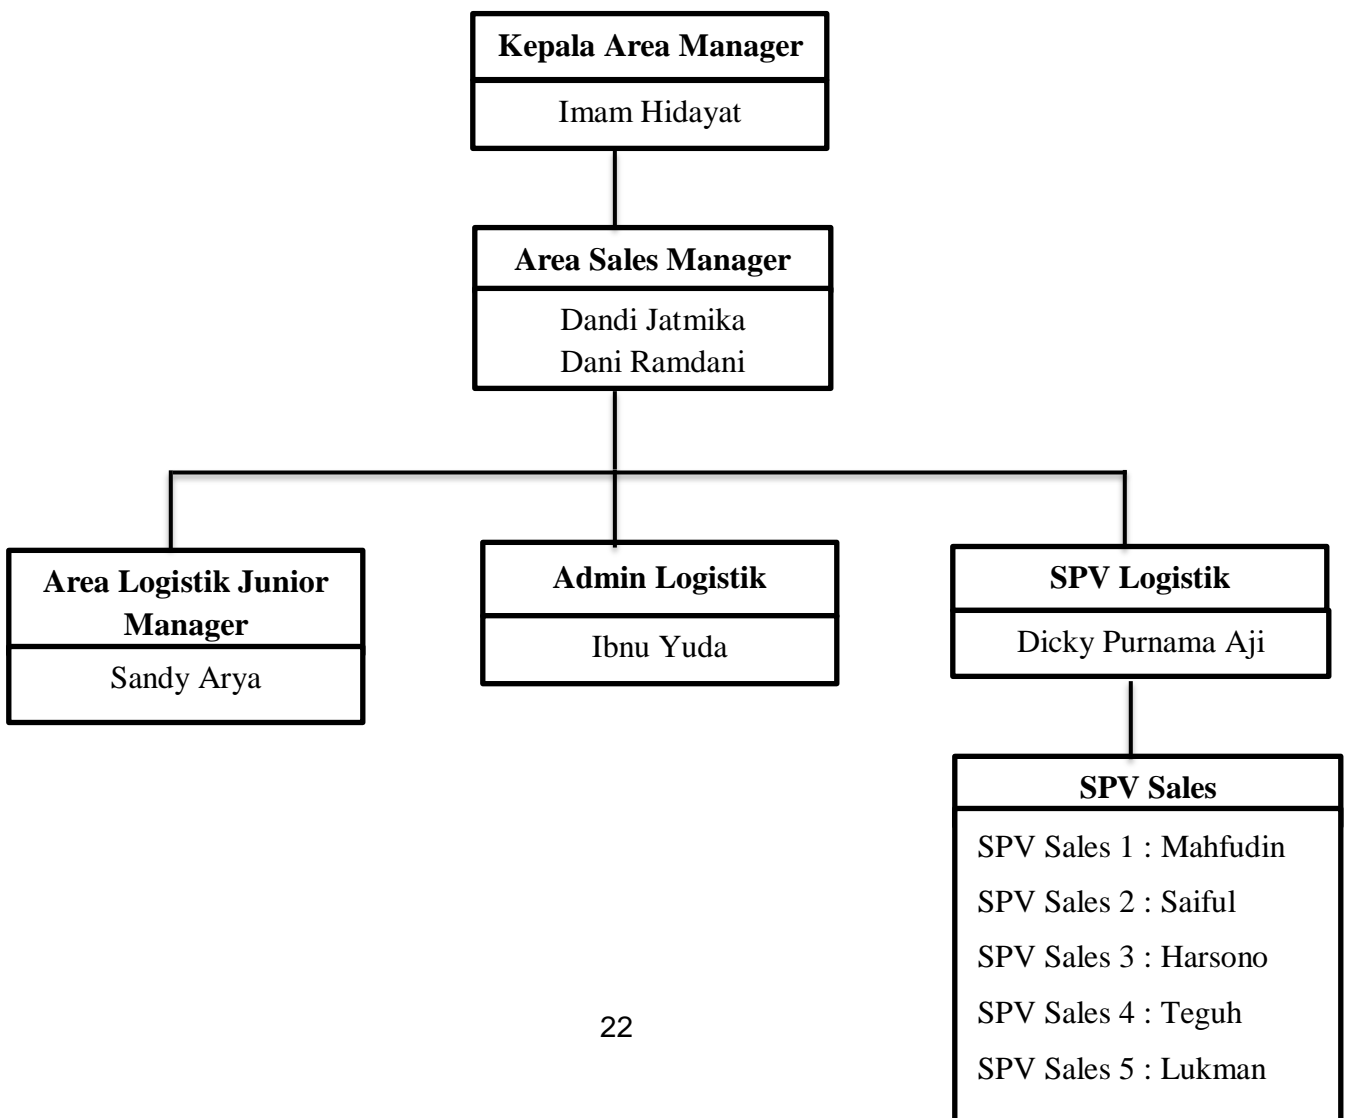 Kepala Area Manager
Imam Hidayat
Area Sales Manager
Dandi Jatmika
Dani Ramdani
Area Logistik Junior
Manager
Sandy Arya
Admin Logistik
Ibnu Yuda
SPV Logistik
Dicky Purnama Aji
SPV Sales
SPV Sales 1 : Mahfudin
SPV Sales 2 : Saiful
SPV Sales 3 : Harsono
SPV Sales 4 : Teguh
SPV Sales 5 : Lukman
22